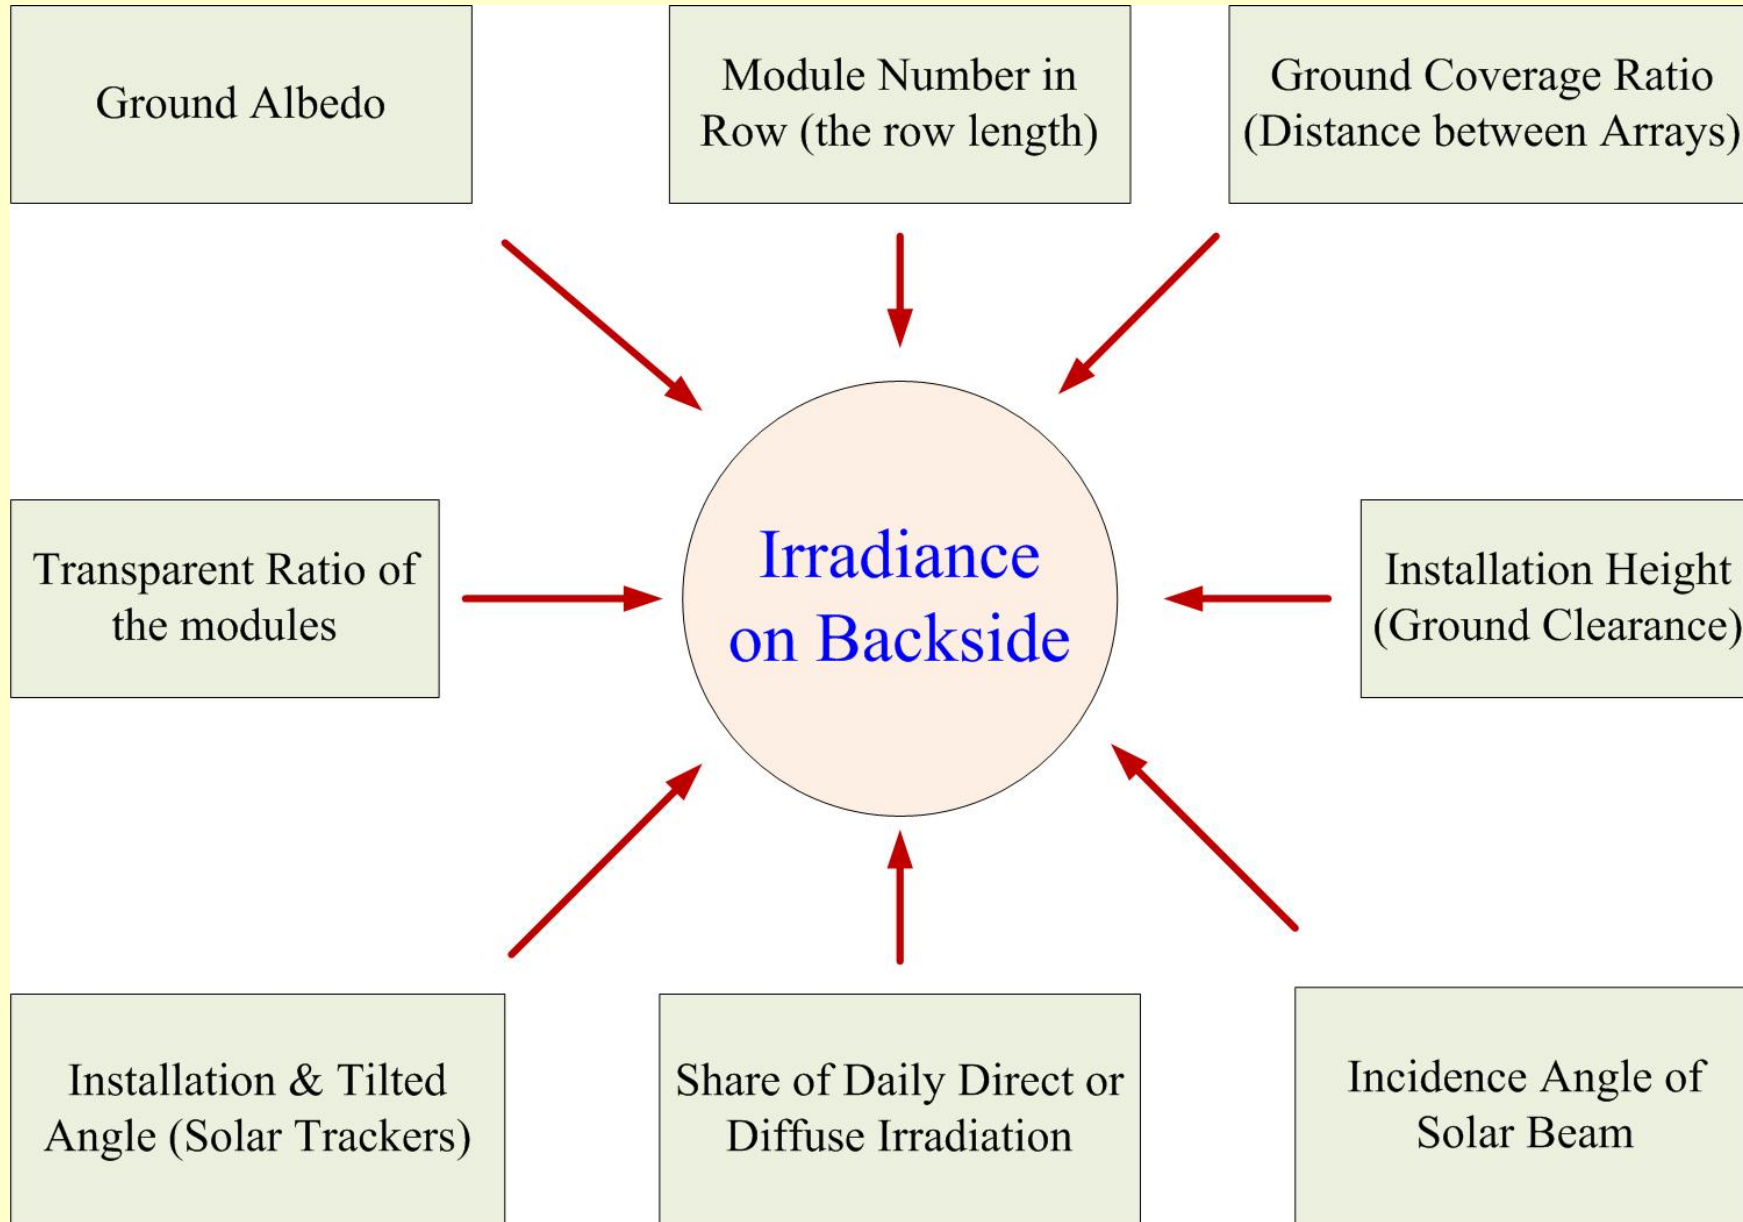 Ground Albedo
Module Number in
Row (the row length)
Ground Coverage Ratio
(Distance between Arrays)
Transparent Ratio of
the modules
Irradiance
on Backside
Installation Height
(Ground Clearance)
Installation & Tilted
Angle (Solar Trackers)
Share of Daily Direct or
Diffuse Irradiation
Incidence Angle of
Solar Beam